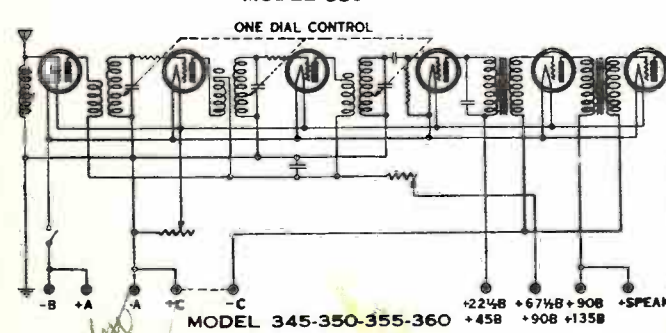 ONE DIAL CONTROL
-B +A -A +C -C +22½B +67½B +90B +SPEAK
+45B +90B +135B
MODEL 345-350-355-360